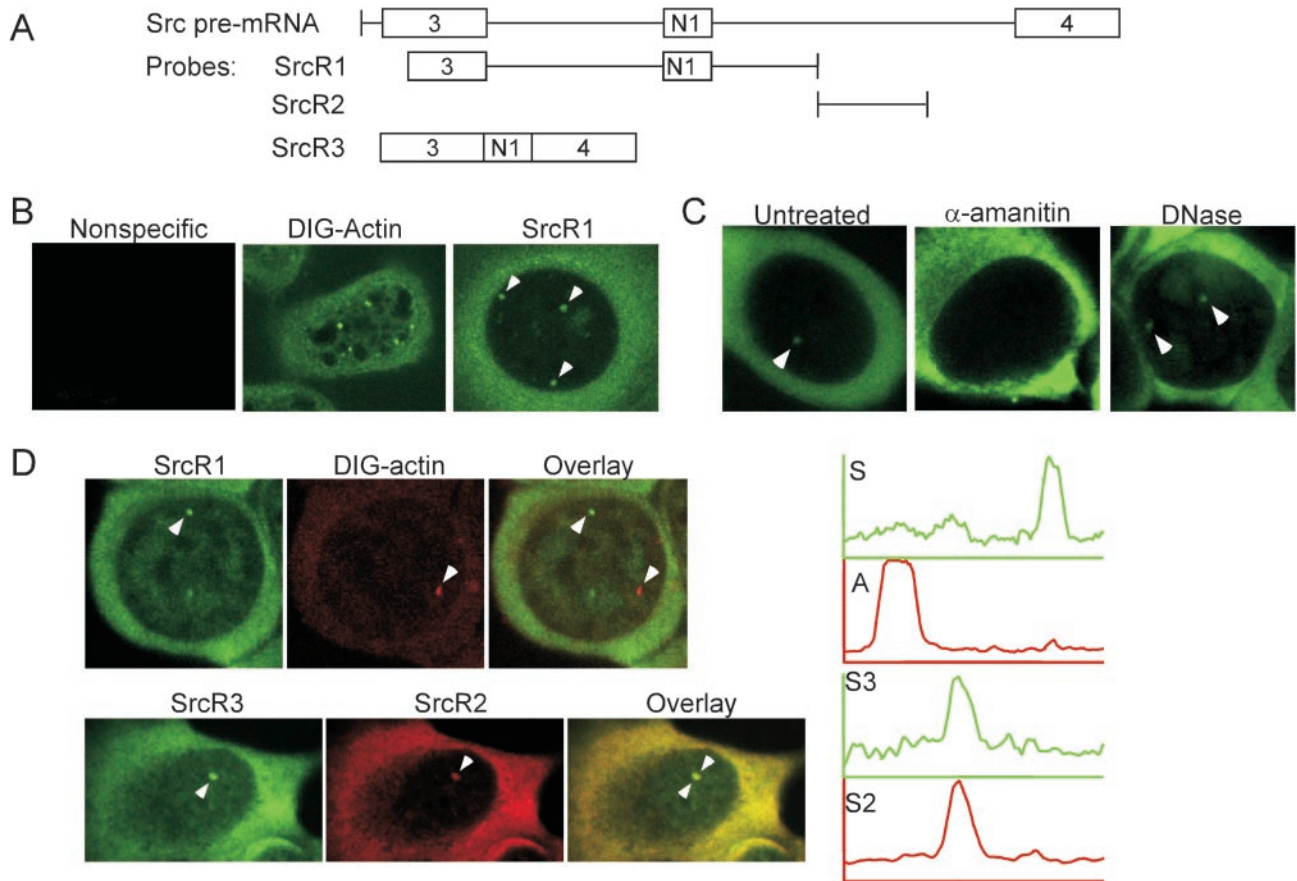 A
Src pre-mRNA 3 N1 4
Probes: SrcR1 3 N1
SrcR2
SrcR3 3 N1 4
B
Nonspecific DIG-Actin SrcR1
C
Untreated α-amanitin DNase
D
SrcR1 DIG-actin Overlay
SrcR3 SrcR2 Overlay
S
A
S3
S2